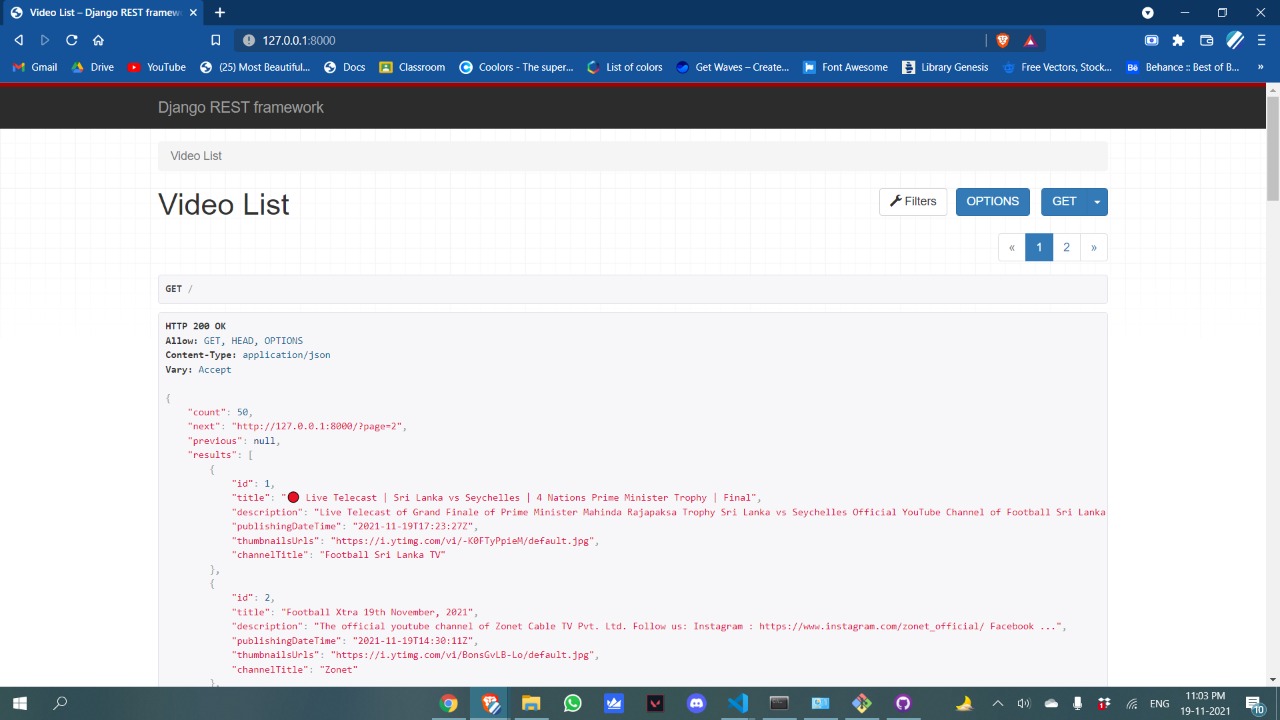 Video List – Django REST framew
127.0.0.1:8000
Gmail Drive YouTube (25) Most Beautiful... Docs Classroom Coolors - The super... List of colors Get Waves – Create... Font Awesome Library Genesis Free Vectors, Stock... Behance :: Best of B... »
Django REST framework
Video List
Video List
Filters OPTIONS GET
« 1 2 »
GET /
HTTP 200 OK
Allow: GET, HEAD, OPTIONS
Content-Type: application/json
Vary: Accept
{
"count": 50,
"next": "http://127.0.0.1:8000/?page=2",
"previous": null,
"results": [
{
"id": 1,
"title": "🔴 Live Telecast | Sri Lanka vs Seychelles | 4 Nations Prime Minister Trophy | Final",
"description": "Live Telecast of Grand Finale of Prime Minister Mahinda Rajapaksa Trophy Sri Lanka vs Seychelles Official YouTube Channel of Football Sri Lanka
"publishingDateTime": "2021-11-19T17:23:27Z",
"thumbnailsUrls": "https://i.ytimg.com/vi/-K0FTyPpieM/default.jpg",
"channelTitle": "Football Sri Lanka TV"
},
{
"id": 2,
"title": "Football Xtra 19th November, 2021",
"description": "The official youtube channel of Zonet Cable TV Pvt. Ltd. Follow us: Instagram : https://www.instagram.com/zonet_official/ Facebook ...",
"publishingDateTime": "2021-11-19T14:30:11Z",
"thumbnailsUrls": "https://i.ytimg.com/vi/BonsGvLB-Lo/default.jpg",
"channelTitle": "Zonet"
},
ENG
11:03 PM
19-11-2021
10